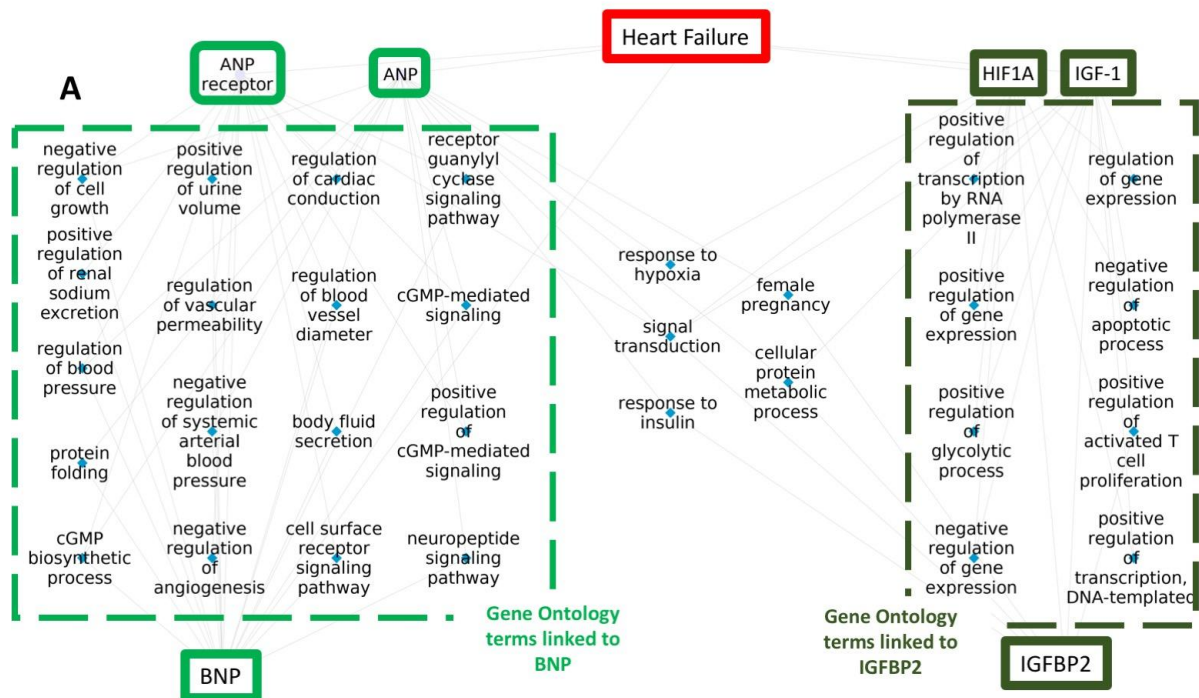 Heart Failure
ANP
receptor
ANP
HIF1A
IGF-1
A
negative
regulation
of cell
growth
positive
regulation
of urine
volume
regulation
of cardiac
conduction
receptor
guanylyl
cyclase
signaling
pathway
positive
regulation
of renal
sodium
excretion
regulation
of vascular
permeability
regulation
of blood
vessel
diameter
cGMP-mediated
signaling
regulation
of blood
pressure
negative
regulation
of systemic
arterial
blood
pressure
body fluid
secretion
positive
regulation
of
cGMP-mediated
signaling
protein
folding
cGMP
biosynthetic
process
negative
regulation
of
angiogenesis
cell surface
receptor
signaling
pathway
neuropeptide
signaling
pathway
response to
hypoxia
female
pregnancy
signal
transduction
cellular
protein
metabolic
process
response to
insulin
positive
regulation
of
transcription
by RNA
polymerase
II
regulation
of gene
expression
positive
regulation
of gene
expression
negative
regulation
of
apoptotic
process
positive
regulation
of
glycolytic
process
positive
regulation
of
activated T
cell
proliferation
negative
regulation
of gene
expression
positive
regulation
of
transcription,
DNA-templated
Gene Ontology
terms linked to
BNP
Gene Ontology
terms linked to
IGFBP2
BNP
IGFBP2